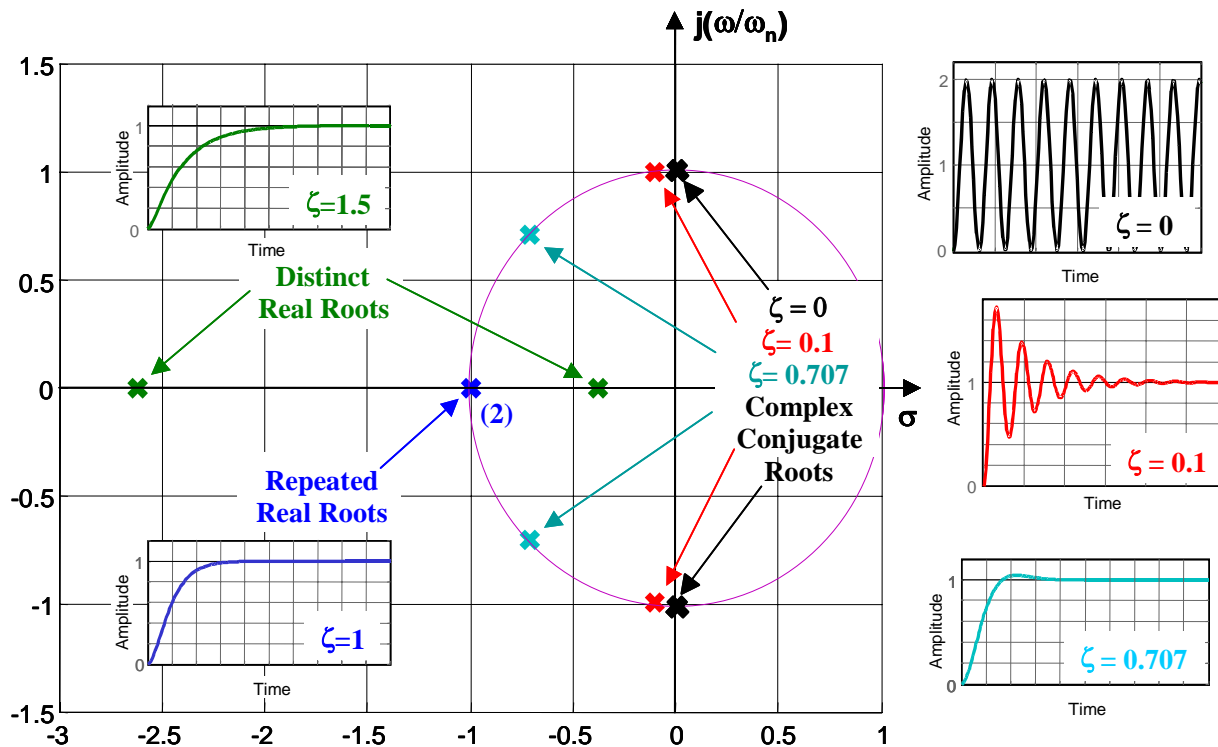 j(ω/ωn)
1.5
1
0.5
0
-0.5
-1
-1.5
-3
-2.5
-2
-1.5
-1
-0.5
0
0.5
1
σ
Amplitude
1
0
ζ=1.5
Time
Distinct
Real Roots
(2)
Repeated
Real Roots
Amplitude
1
0
ζ=1
Time
ζ = 0
ζ= 0.1
ζ= 0.707
Complex
Conjugate
Roots
Amplitude
2
1
0
ζ = 0
Time
Amplitude
1
0
ζ = 0.1
Time
Amplitude
1
0
ζ = 0.707
Time